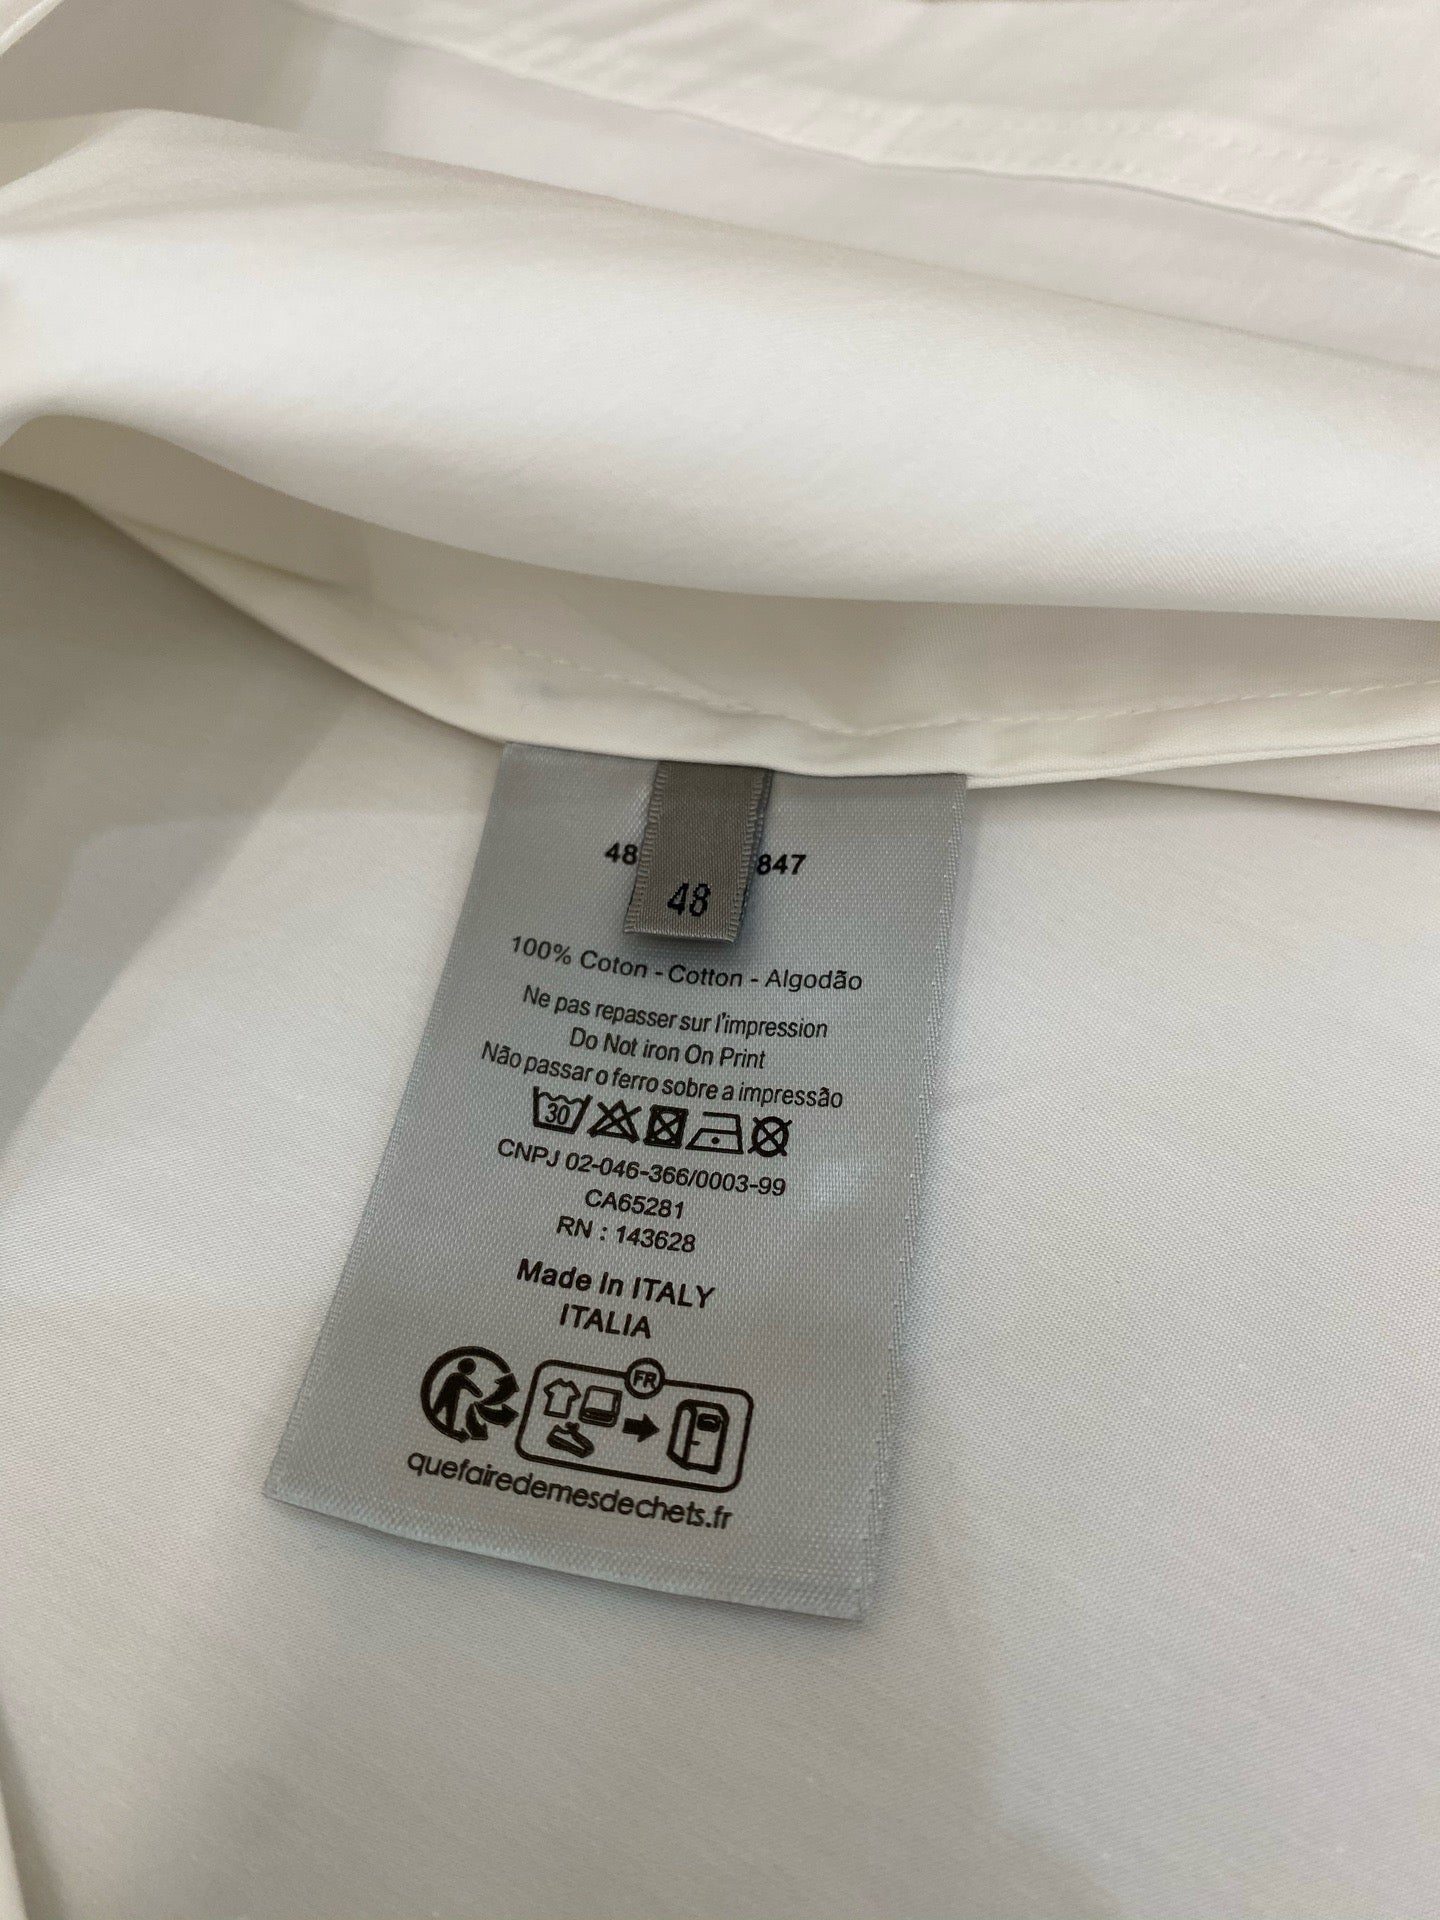 48 847
48
100% Coton - Cotton - Algodão
Ne pas repasser sur l'impression
Do Not iron On Print
Não passar o ferro sobre a impressão
30
CNPJ 02-046-366/0003-99
CA65281
RN : 143628
Made In ITALY
ITALIA
FR
quefairedemesdechets.fr